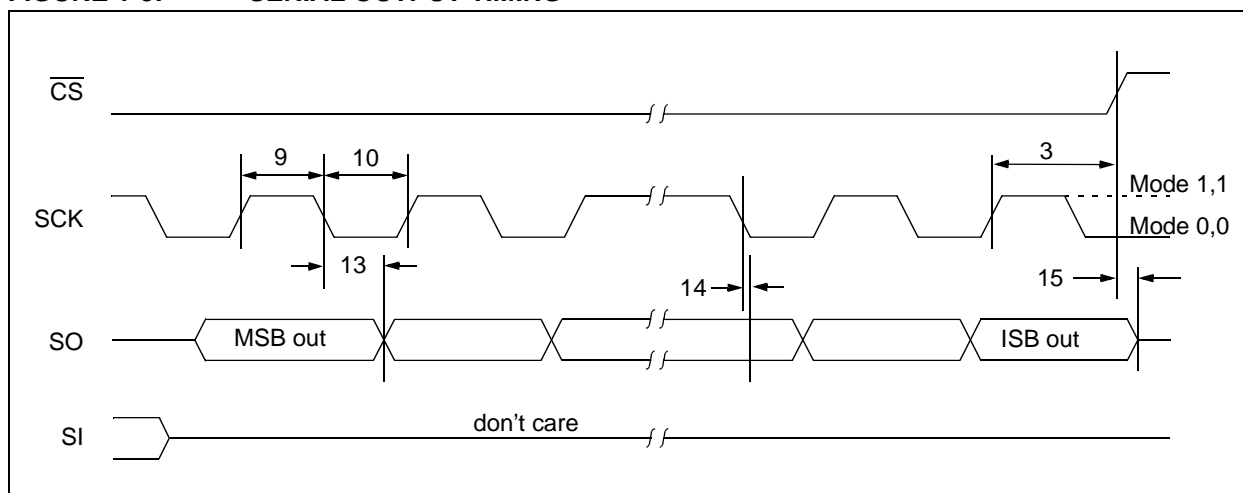 CS
9
10
3
Mode 1,1
SCK
Mode 0,0
13
14
15
SO
MSB out
ISB out
SI
don't care